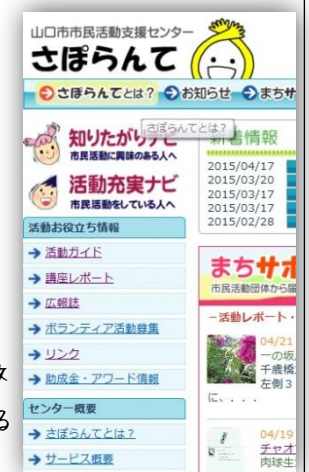 山口市市民活動支援センター
さぽらんて
さぽらんてとは？ お知らせ まちサ
さぽらんてとは？
知りたがりナビ
市民活動に興味のある人へ
新着情報
活動充実ナビ
市民活動をしている人へ
2015/04/17
2015/03/20
2015/03/17
2015/03/17
2015/02/28
活動お役立ち情報
活動ガイド
講座レポート
広報誌
ボランティア活動募集
リンク
助成金・アワード情報
センター概要
さぽらんてとは？
サービス概要
まちサポ
市民活動団体から届
－活動レポート・
04/21
一の坂
千歳橋
左側３
に、．．．
04/19
チャオ
肉球生
る